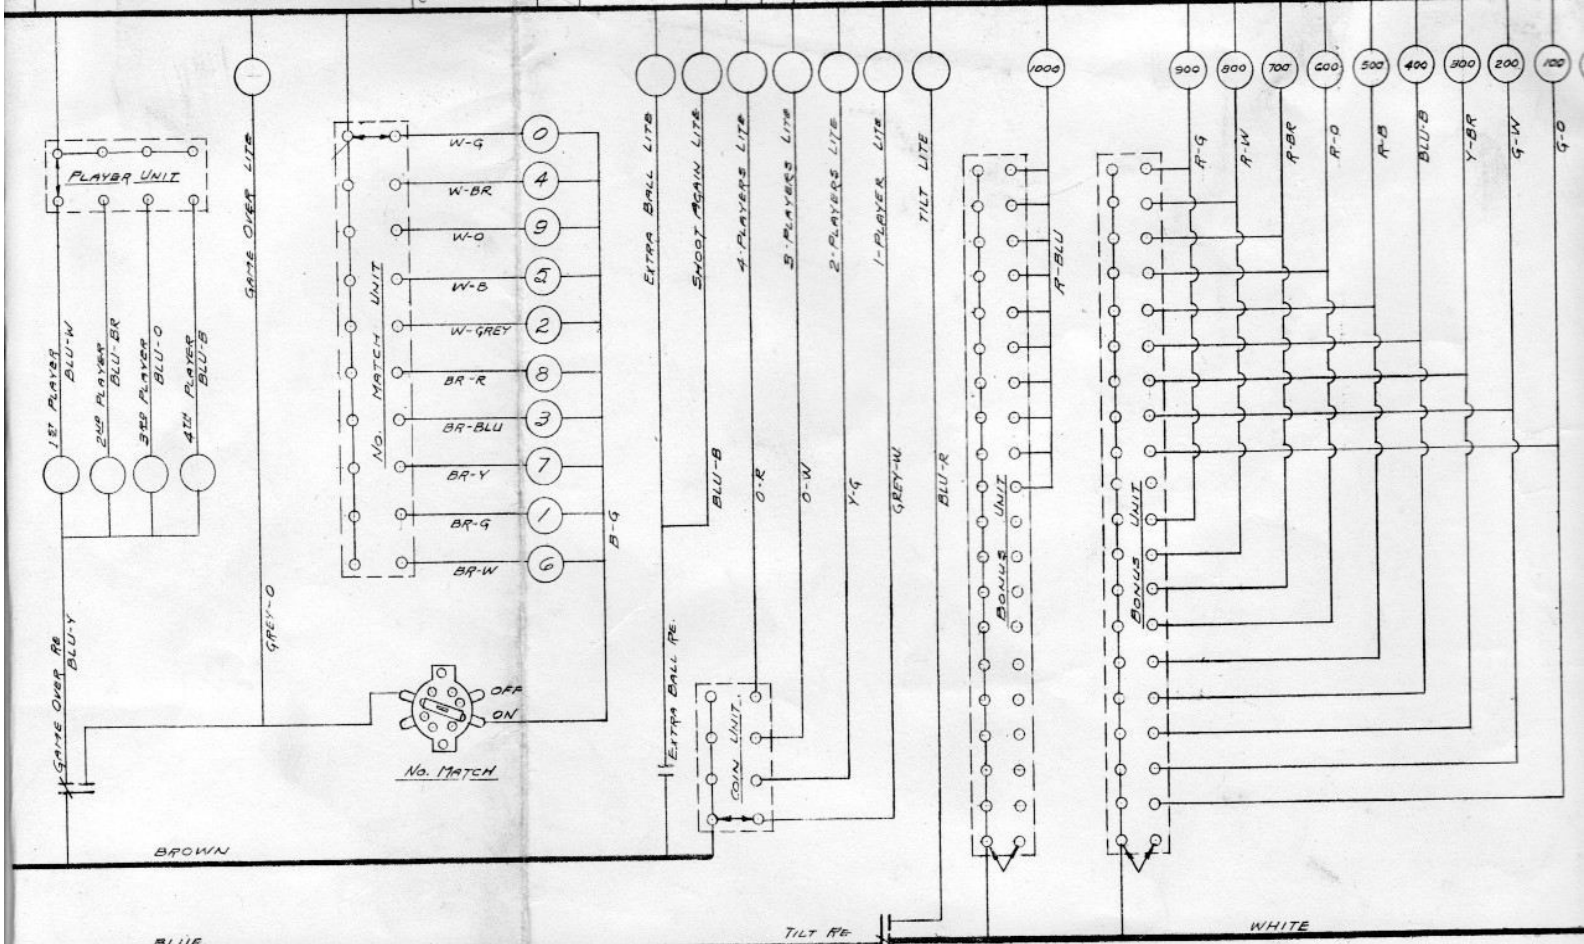 1000
900
800
700
600
500
400
300
200
100
PLAYER UNIT
GAME OVER LITE
0
4
9
5
2
8
3
7
1
6
W-G
W-BR
W-O
W-B
W-GREY
BR-R
BR-BLU
BR-Y
BR-G
BR-W
No. MATCH UNIT
EXTRA BALL LITE
SHOOT AGAIN LITE
4-PLAYERS LITE
3-PLAYERS LITE
2-PLAYERS LITE
1-PLAYER LITE
TILT LITE
R-BLU
R-G
R-W
R-BR
R-O
R-B
BLU-B
Y-BR
G-W
G-O
1ST PLAYER
BLU-W
2ND PLAYER
BLU-BR
3RD PLAYER
BLU-O
4TH PLAYER
BLU-B
BLU-B
O-R
O-W
Y-G
GREY-W
BLU-R
BONUS UNIT
BONUS UNIT
B-G
GREY-O
GAME OVER RE
BLU-Y
OFF
ON
No. MATCH
EXTRA BALL RE.
COIN UNIT
BROWN
BLUE
TILT RE
WHITE